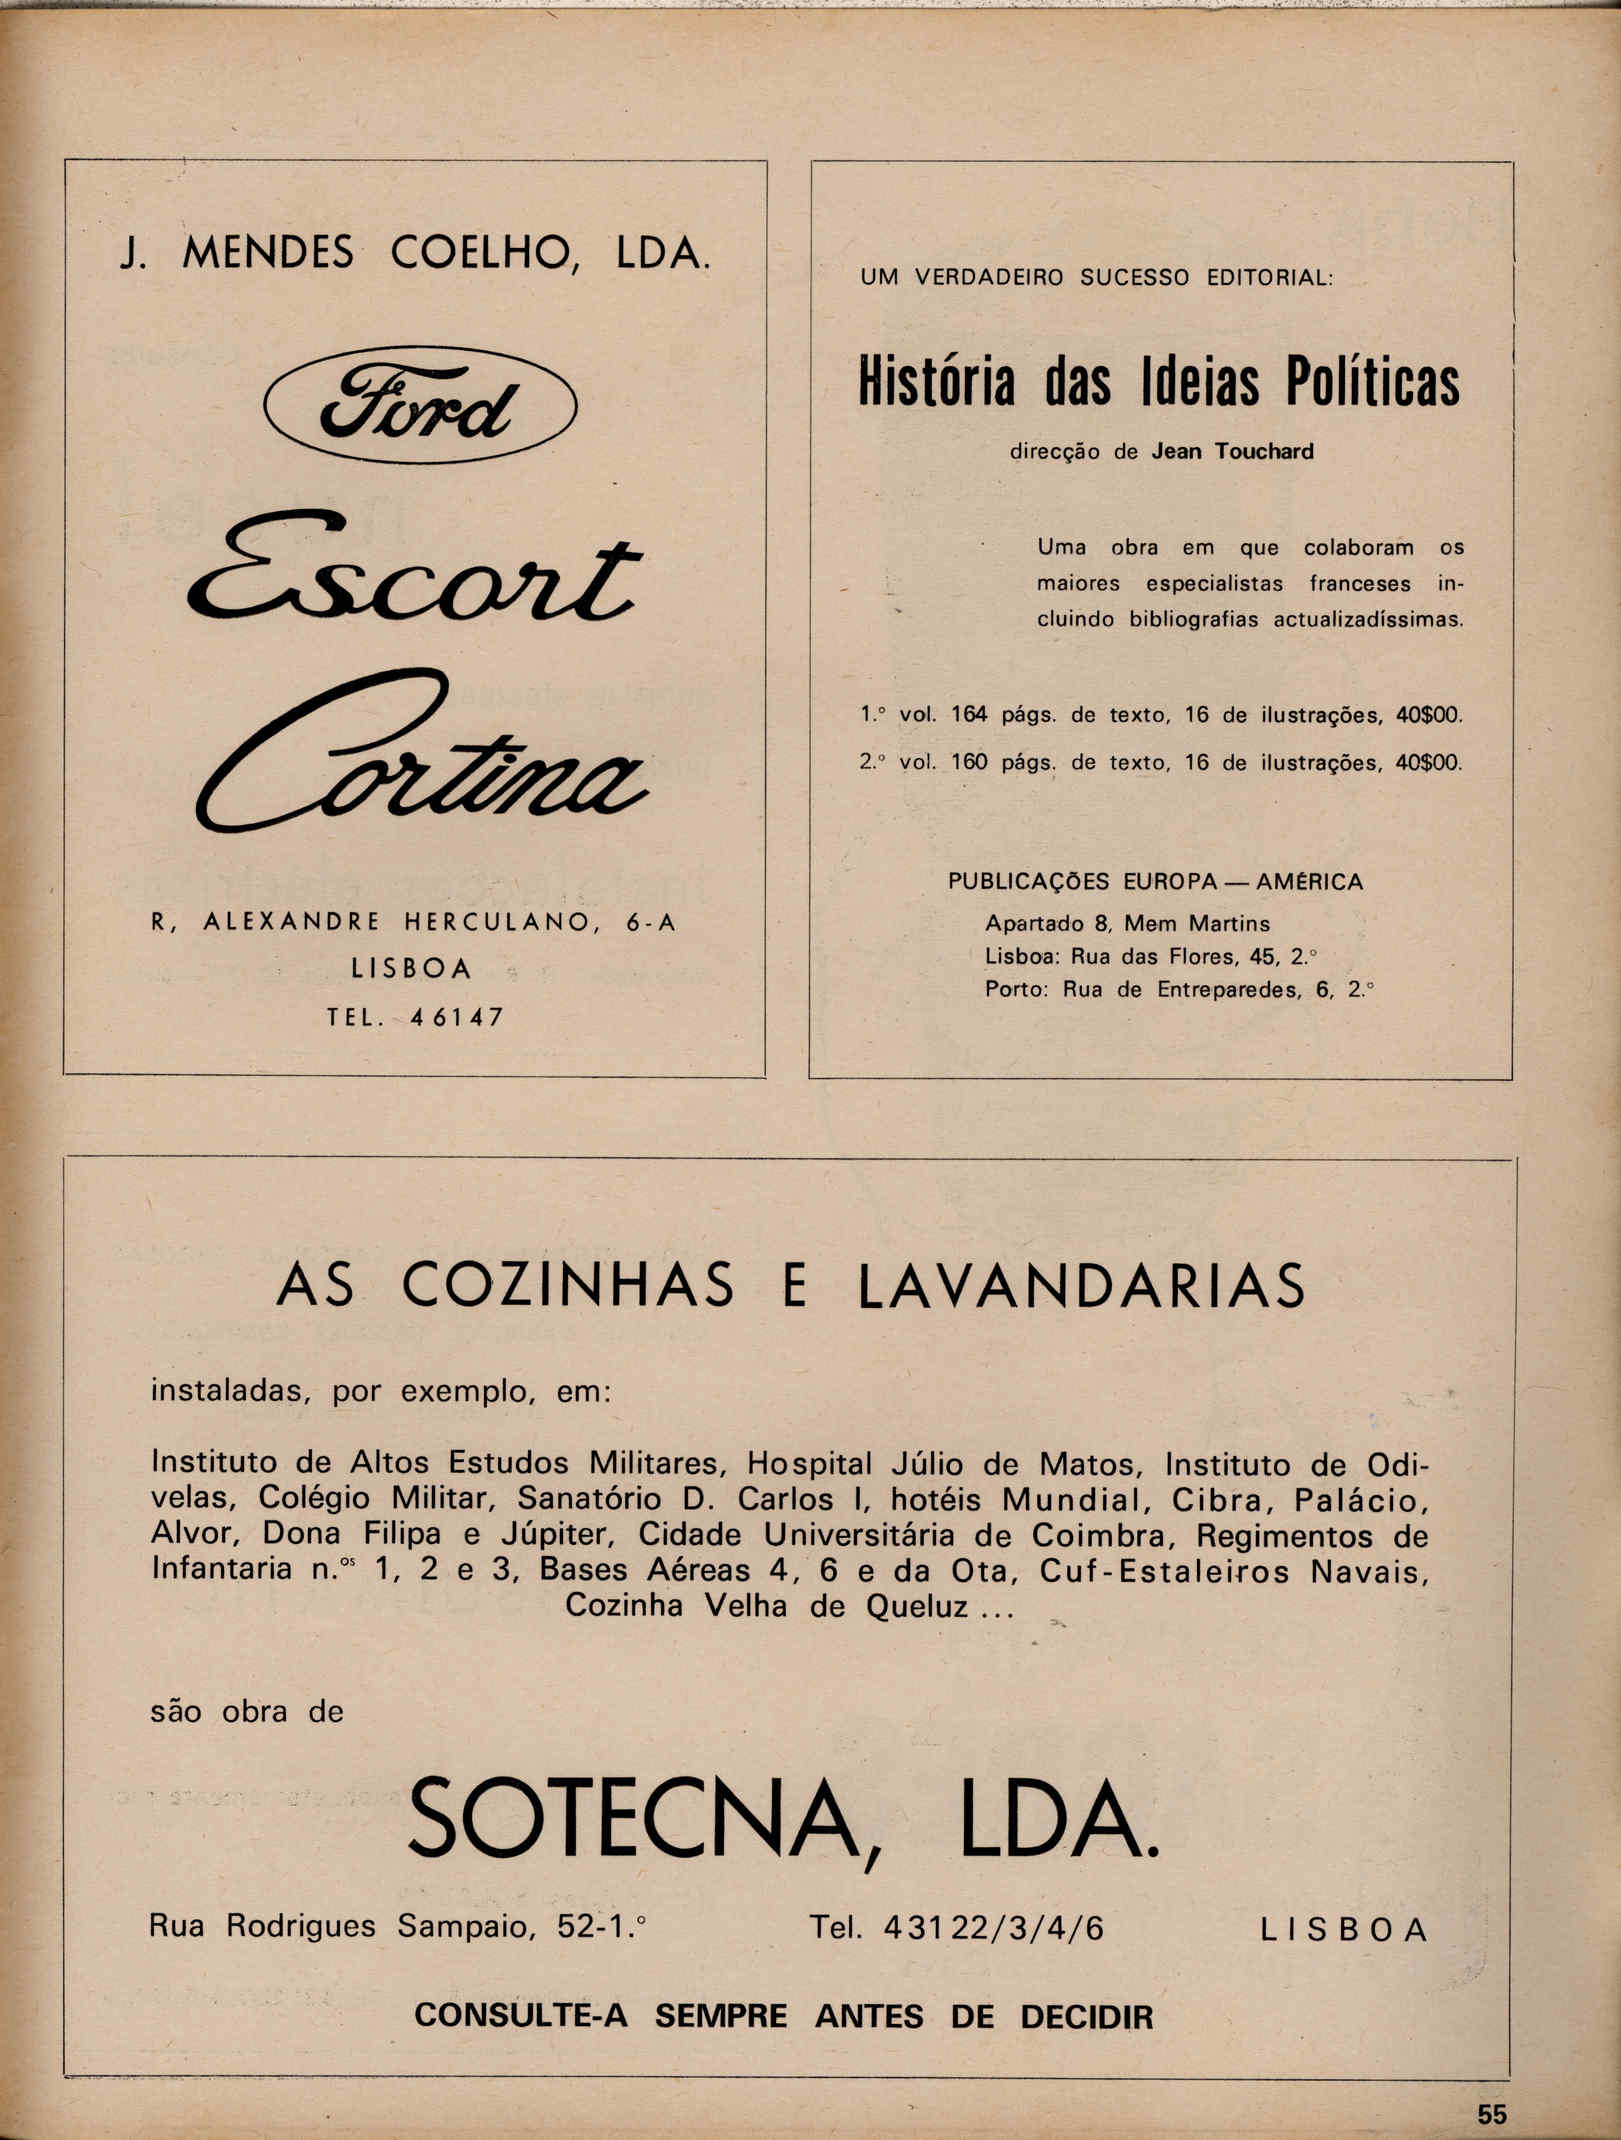 J. MENDES COELHO, LDA.
Ford
Escort
Cortina
R, ALEXANDRE HERCULANO, 6-A
LISBOA
TEL. 46147
UM VERDADEIRO SUCESSO EDITORIAL:
História das Ideias Políticas
direcção de Jean Touchard
Uma obra em que colaboram os
maiores especialistas franceses in-
cluindo bibliografias actualizadíssimas.
1.º vol. 164 págs. de texto, 16 de ilustrações, 40$00.
2.º vol. 160 págs. de texto, 16 de ilustrações, 40$00.
PUBLICAÇÕES EUROPA — AMÉRICA
Apartado 8, Mem Martins
Lisboa: Rua das Flores, 45, 2.º
Porto: Rua de Entreparedes, 6, 2.º
AS COZINHAS E LAVANDARIAS
instaladas, por exemplo, em:
Instituto de Altos Estudos Militares, Hospital Júlio de Matos, Instituto de Odi-
velas, Colégio Militar, Sanatório D. Carlos I, hotéis Mundial, Cibra, Palácio,
Alvor, Dona Filipa e Júpiter, Cidade Universitária de Coimbra, Regimentos de
Infantaria n.ºˢ 1, 2 e 3, Bases Aéreas 4, 6 e da Ota, Cuf-Estaleiros Navais,
Cozinha Velha de Queluz ...
são obra de
SOTECNA, LDA.
Rua Rodrigues Sampaio, 52-1.º Tel. 43122/3/4/6 LISBOA
CONSULTE-A SEMPRE ANTES DE DECIDIR
55